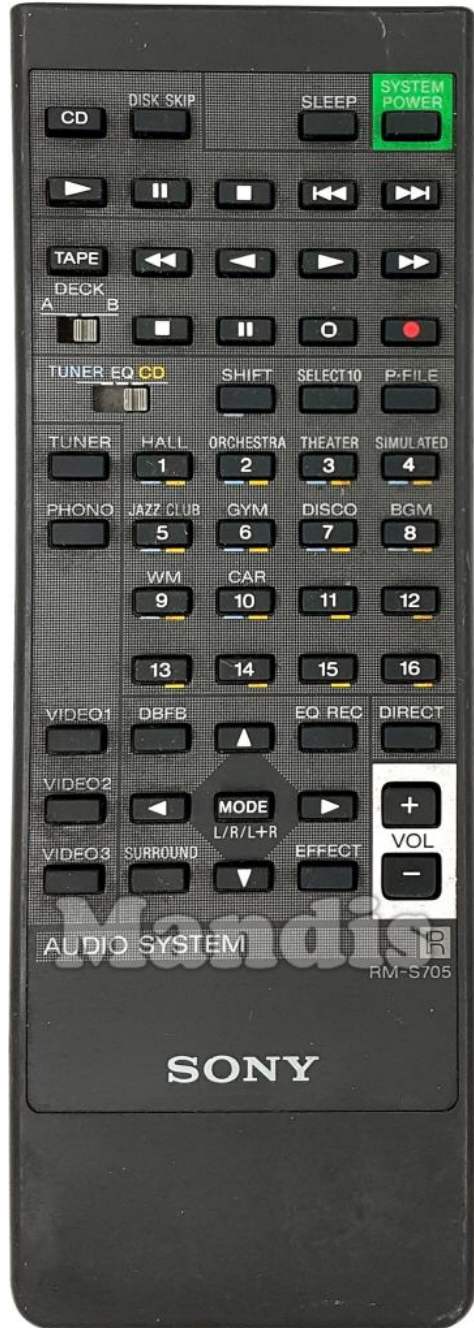 SYSTEM
DISK SKIP SLEEP POWER
CD
TAPE
DECK
A B
TUNER EQ CD SHIFT SELECT10 P·FILE
TUNER HALL ORCHESTRA THEATER SIMULATED
1 2 3 4
PHONO JAZZ CLUB GYM DISCO BGM
5 6 7 8
WM CAR
9 10 11 12
13 14 15 16
VIDEO1 DBFB EQ REC DIRECT
VIDEO2 MODE +
L/R/L+R VOL
VIDEO3 SURROUND EFFECT −
Mandis
AUDIO SYSTEM R
RM-S705
SONY